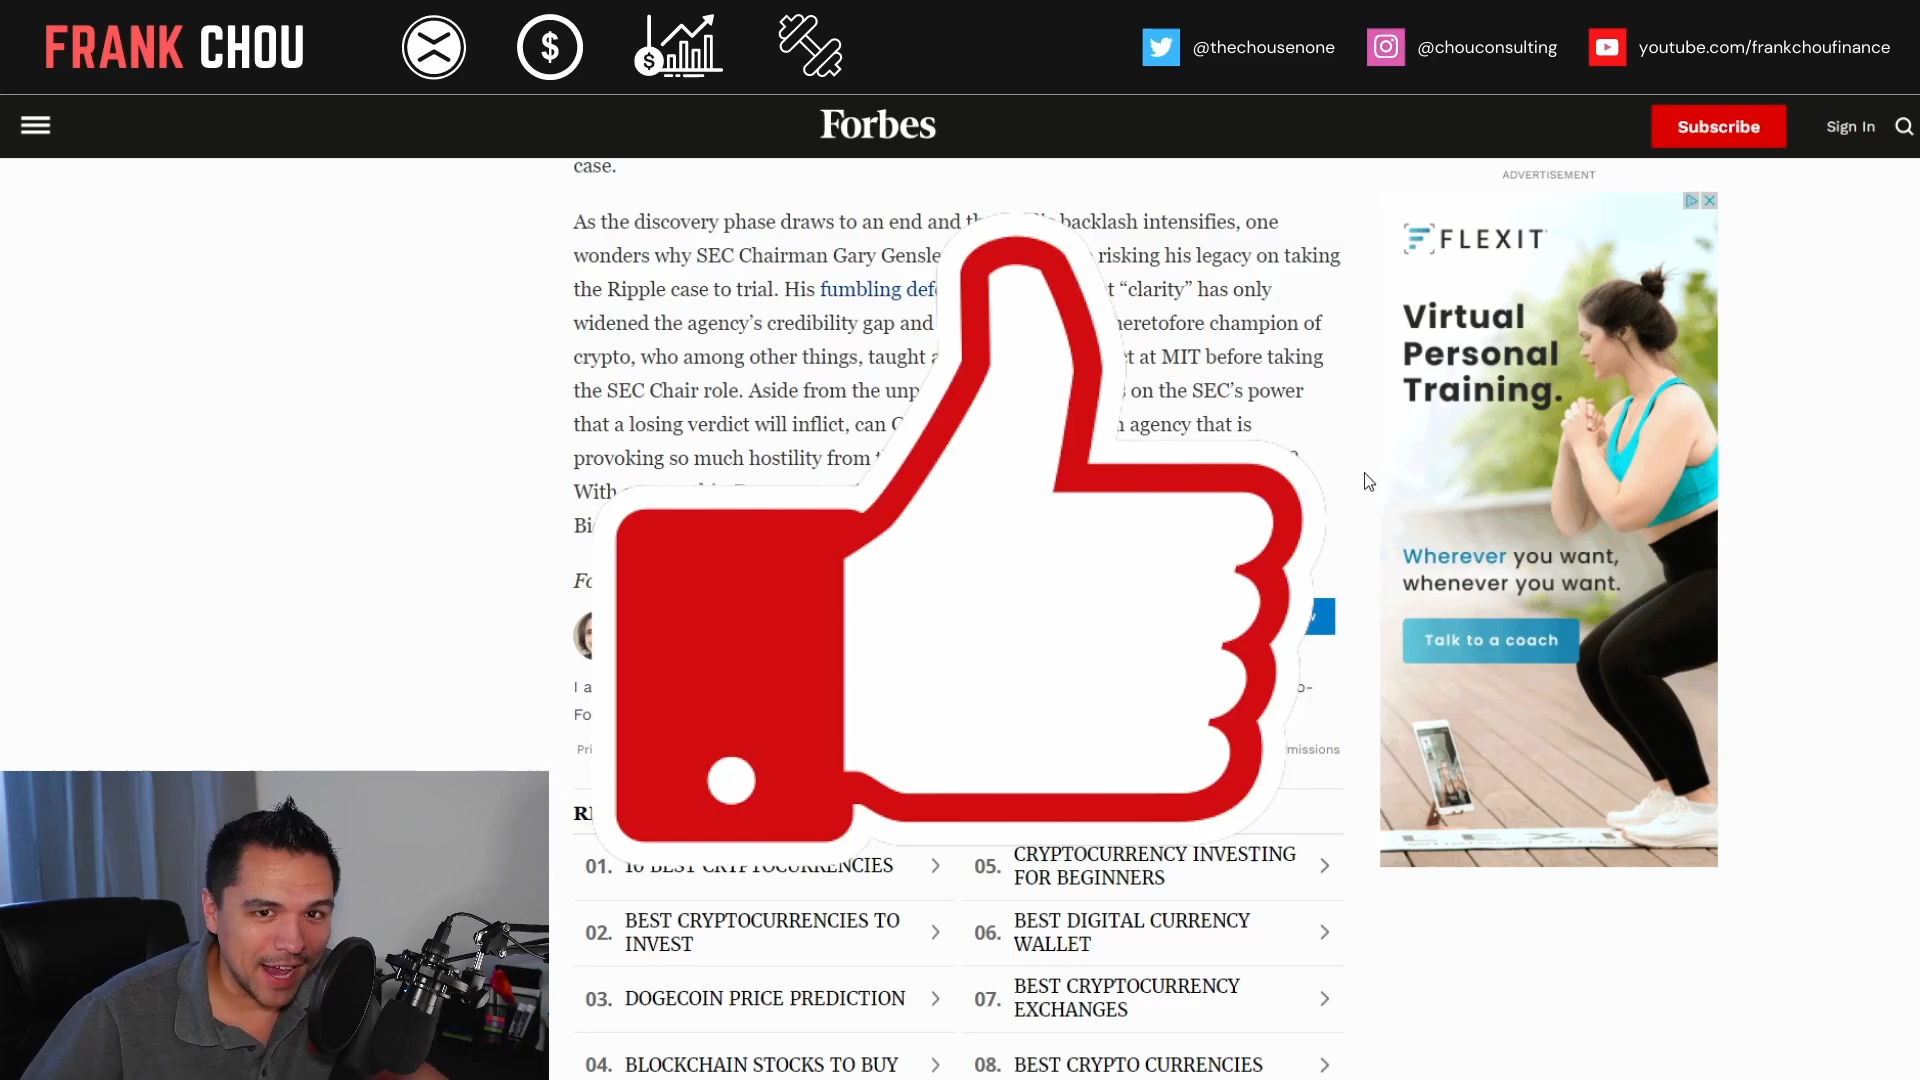 FRANK CHOU
@thechousenone
@chouconsulting
youtube.com/frankchoufinance
Forbes
Subscribe
Sign In
case.
As the discovery phase draws to an end and backlash intensifies, one
wonders why SEC Chairman Gary risking his legacy on taking
the Ripple case to trial. His fumbling “clarity” has only
widened the agency’s credibility gap and heretofore champion of
crypto, who among other things, taught at MIT before taking
the SEC Chair role. Aside from the on the SEC’s power
that a losing verdict will inflict, can agency that is
provoking so much hostility from
With
ADVERTISEMENT
FLEXIT
Virtual
Personal
Training.
Wherever you want,
whenever you want.
Talk to a coach
01. 10 BEST CRYPTOCURRENCIES
02. BEST CRYPTOCURRENCIES TO
INVEST
03. DOGECOIN PRICE PREDICTION
04. BLOCKCHAIN STOCKS TO BUY
05. CRYPTOCURRENCY INVESTING
FOR BEGINNERS
06. BEST DIGITAL CURRENCY
WALLET
07. BEST CRYPTOCURRENCY
EXCHANGES
08. BEST CRYPTO CURRENCIES